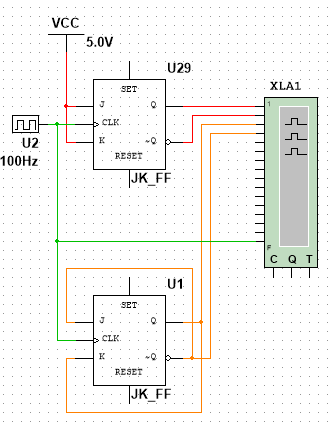 VCC
5.0V
U29
SET
J Q
CLK
K ~Q
RESET
JK_FF
U2
100Hz
XLA1
1
F
C Q T
U1
SET
J Q
CLK
K ~Q
RESET
JK_FF